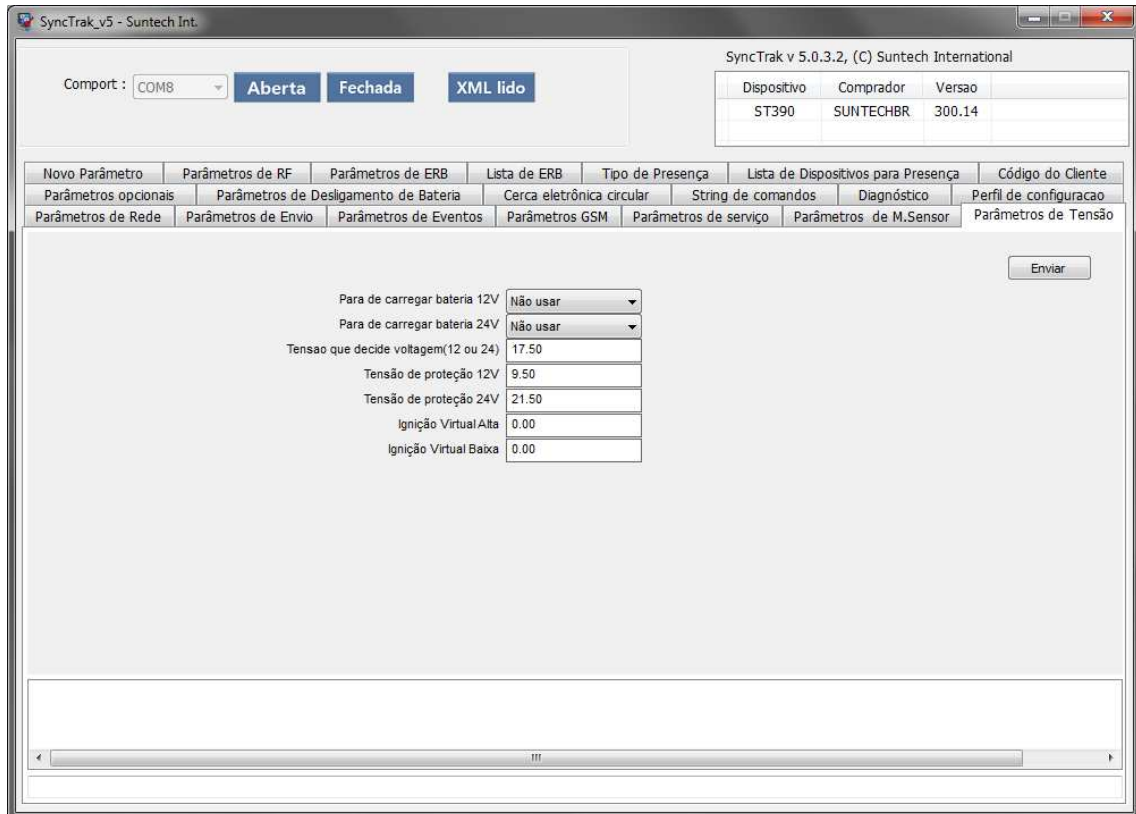 SyncTrak_v5 - Suntech Int.
SyncTrak v 5.0.3.2, (C) Suntech International
Comport : COM8 Aberta Fechada XML lido
Dispositivo Comprador Versao
ST390 SUNTECHBR 300.14
Novo Parâmetro Parâmetros de RF Parâmetros de ERB Lista de ERB Tipo de Presença Lista de Dispositivos para Presença Código do Cliente
Parâmetros opcionais Parâmetros de Desligamento de Bateria Cerca eletrônica circular String de comandos Diagnóstico Perfil de configuracao
Parâmetros de Rede Parâmetros de Envio Parâmetros de Eventos Parâmetros GSM Parâmetros de serviço Parâmetros de M.Sensor Parâmetros de Tensão
Enviar
Para de carregar bateria 12V Não usar
Para de carregar bateria 24V Não usar
Tensao que decide voltagem(12 ou 24) 17.50
Tensão de proteção 12V 9.50
Tensão de proteção 24V 21.50
Ignição Virtual Alta 0.00
Ignição Virtual Baixa 0.00